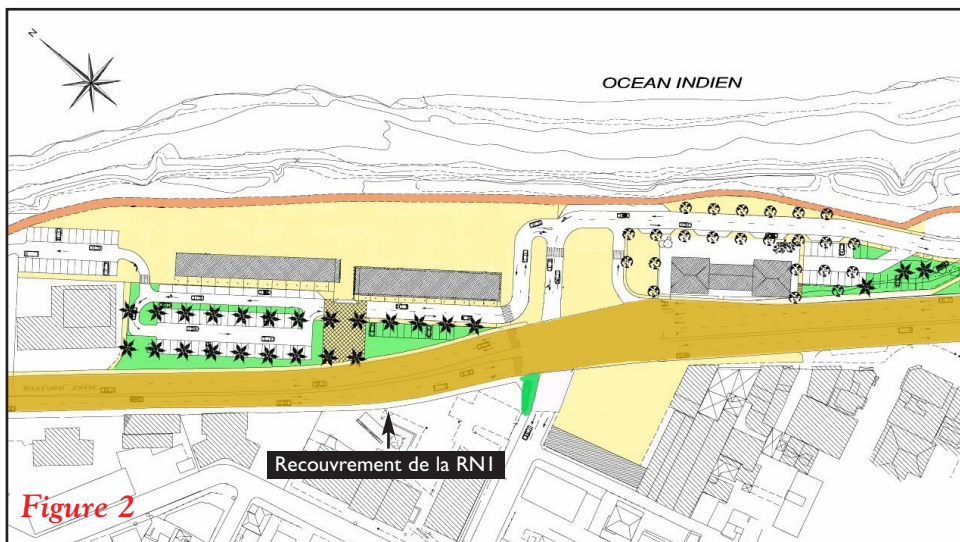 N
OCEAN INDIEN
BOULEVARD JOFFRE
Recouvrement de la RN1
Figure 2